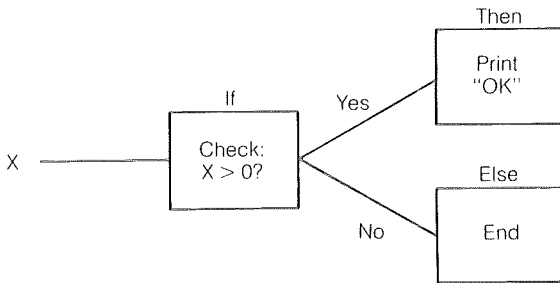 Then
Print
"OK"
If
Yes
Check:
X > 0?
X
Else
No
End